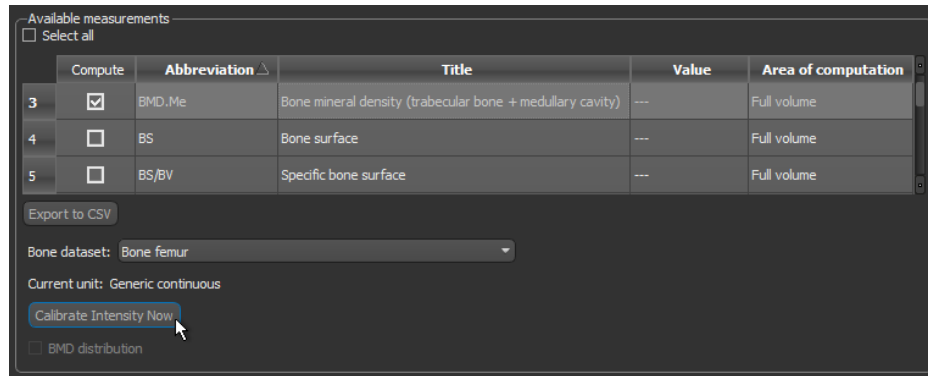 Available measurements
Select all
Compute Abbreviation Title Value Area of computation
3 BMD.Me Bone mineral density (trabecular bone + medullary cavity) --- Full volume
4 BS Bone surface --- Full volume
5 BS/BV Specific bone surface --- Full volume
Export to CSV
Bone dataset: Bone femur
Current unit: Generic continuous
Calibrate Intensity Now
BMD distribution